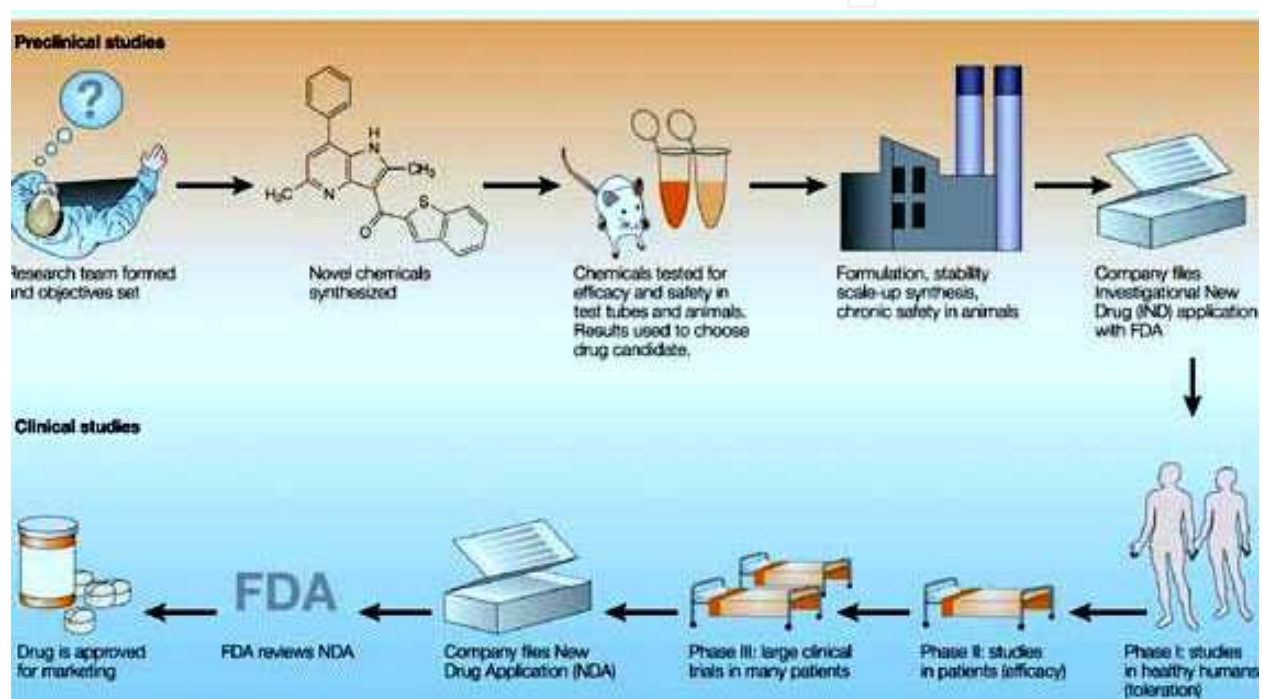 Preclinical studies
?
H
N
CH₃
H₃C
N
S
O
Research team formed
and objectives set
Novel chemicals
synthesized
Chemicals tested for
efficacy and safety in
test tubes and animals.
Results used to choose
drug candidate.
Formulation, stability
scale-up synthesis,
chronic safety in animals
Company files
Investigational New
Drug (IND) application
with FDA
Clinical studies
FDA
Drug is approved
for marketing
FDA reviews NDA
Company files New
Drug Application (NDA)
Phase III: large clinical
trials in many patients
Phase II: studies
in patients (efficacy)
Phase I: studies
in healthy humans
(toleration)